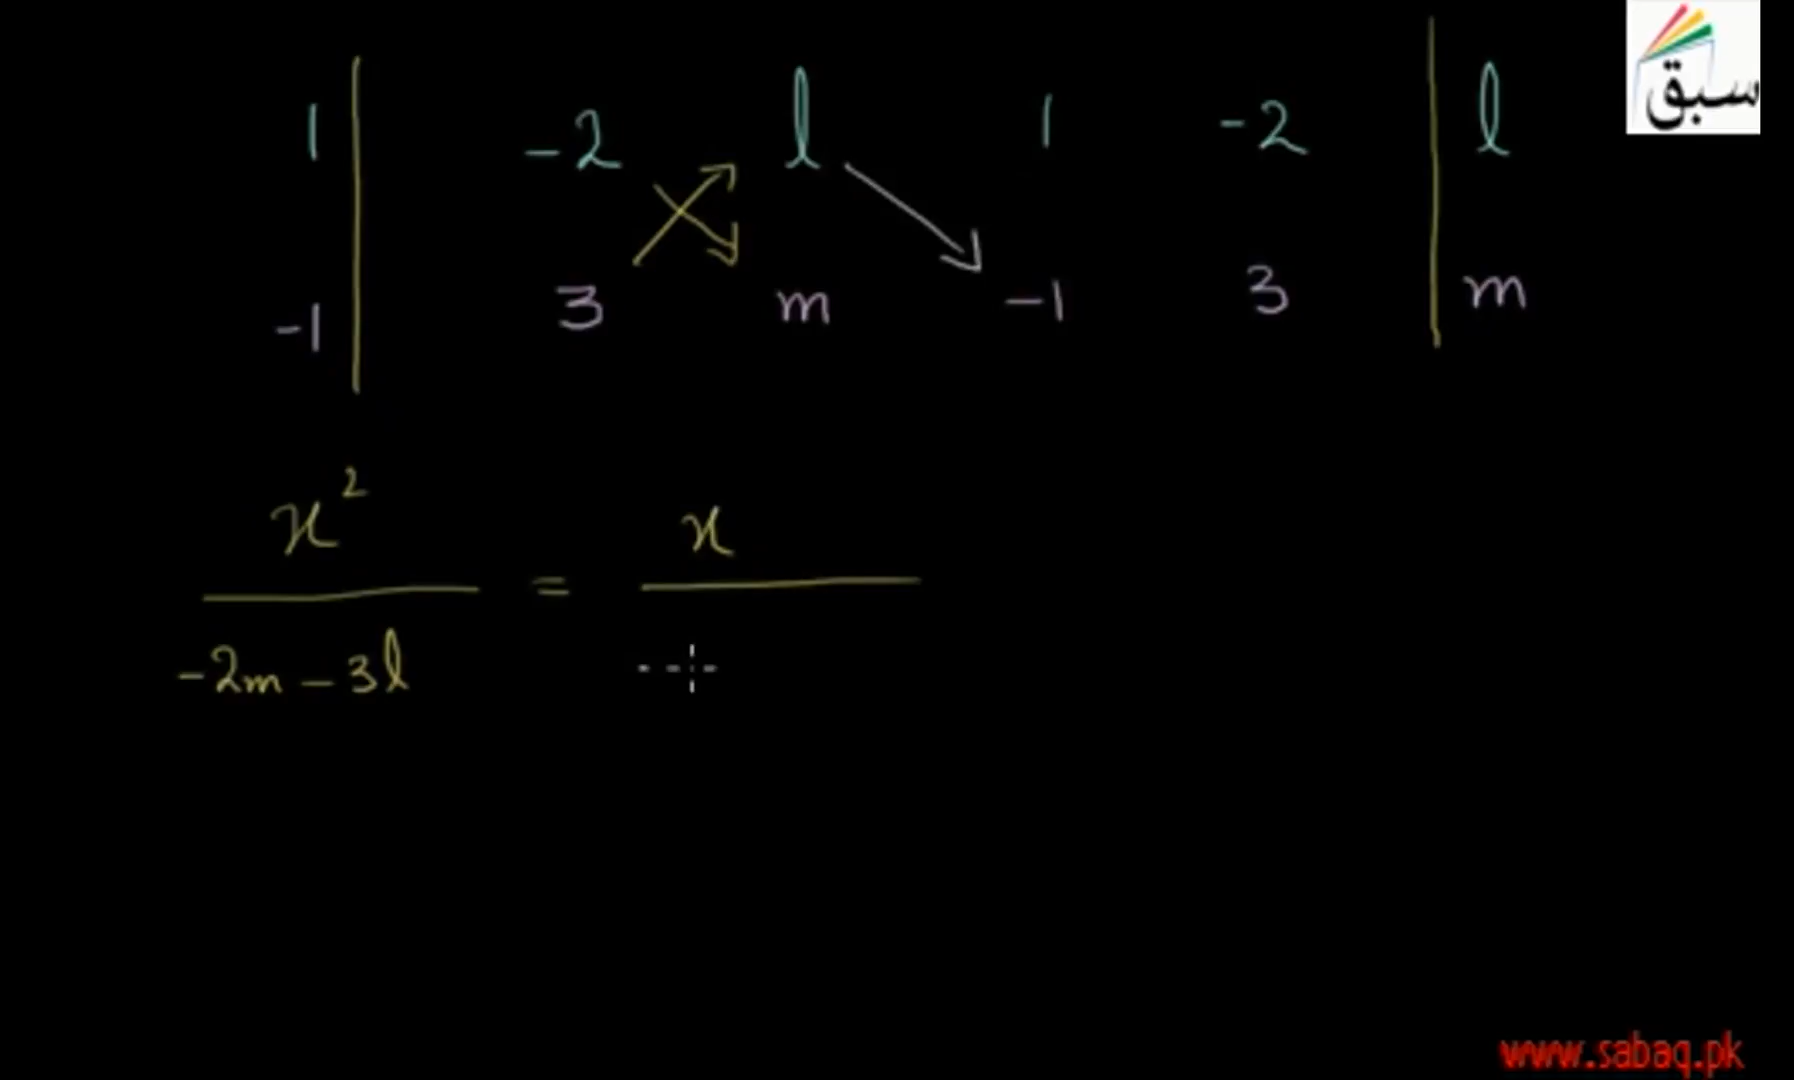 سبق
1 | -2 l 1 -2 | l
-1 | 3 m -1 3 | m
x² = x
-2m - 3l
www.sabaq.pk